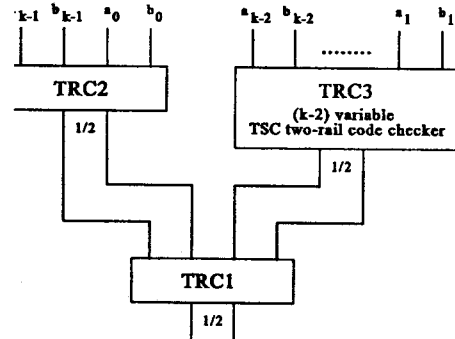 k-1 b k-1 a 0 b 0 a k-2 b k-2 ........ a 1 b 1
TRC2
TRC3
(k-2) variable
TSC two-rail code checker
1/2
1/2
TRC1
1/2